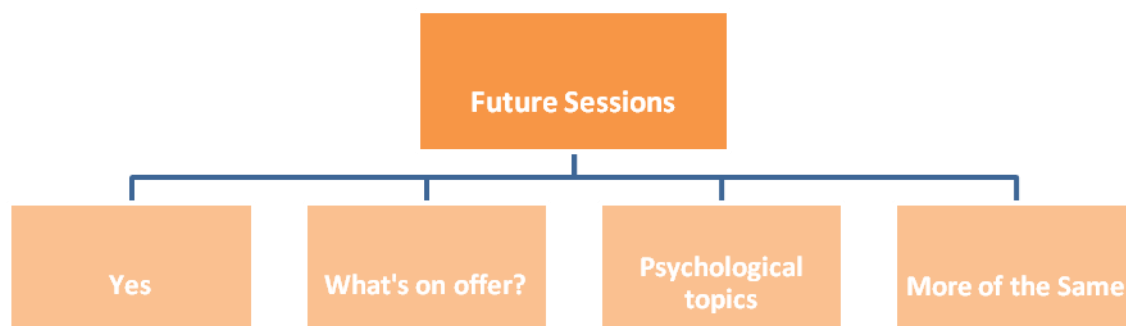 Future Sessions
Yes
What's on offer?
Psychological
topics
More of the Same